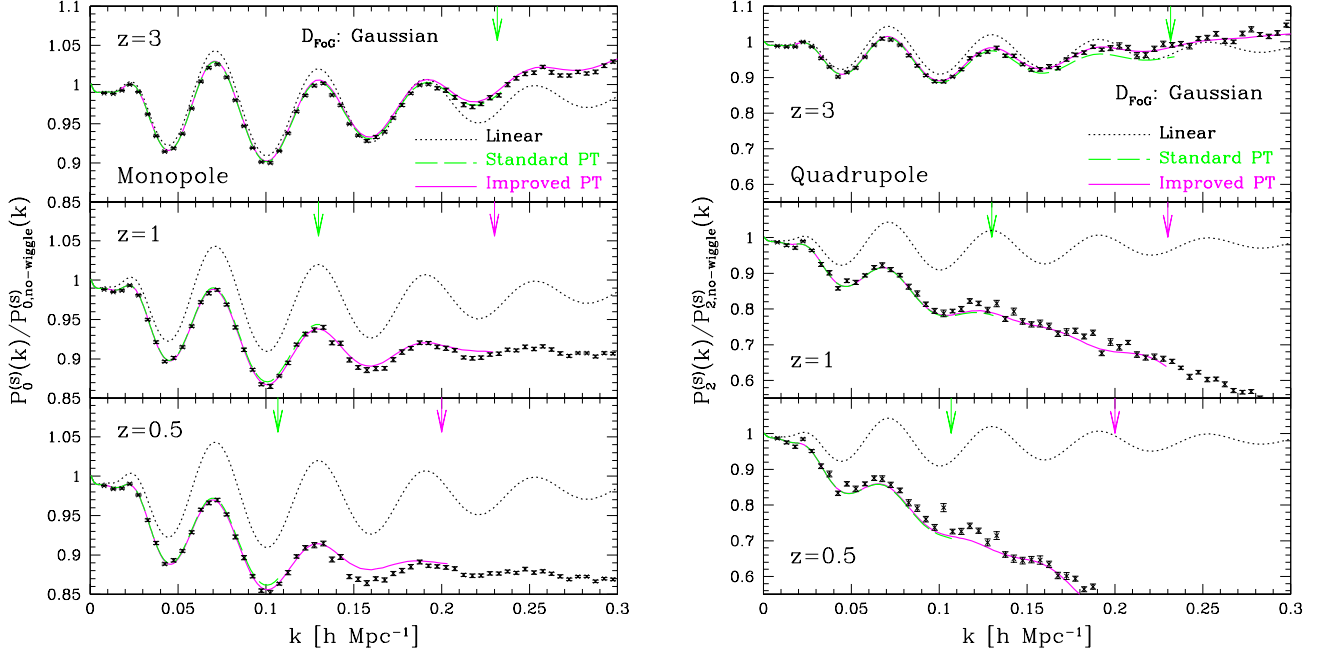 1.1
1.05
1
0.95
0.9
0.85
z=3
D_FoG: Gaussian
Linear
Standard PT
Improved PT
Monopole
1.05
1
0.95
0.9
0.85
z=1
1.05
1
0.95
0.9
0.85
z=0.5
0 0.05 0.1 0.15 0.2 0.25 0.3
k [h Mpc⁻¹]
P₀⁽ˢ⁾(k)/P⁽ˢ⁾₀,no-wiggle(k)
1.1
1
0.9
0.8
0.7
0.6
z=3
D_FoG: Gaussian
Linear
Standard PT
Improved PT
Quadrupole
1
0.9
0.8
0.7
0.6
z=1
1
0.9
0.8
0.7
0.6
z=0.5
0 0.05 0.1 0.15 0.2 0.25 0.3
k [h Mpc⁻¹]
P₂⁽ˢ⁾(k)/P⁽ˢ⁾₂,no-wiggle(k)